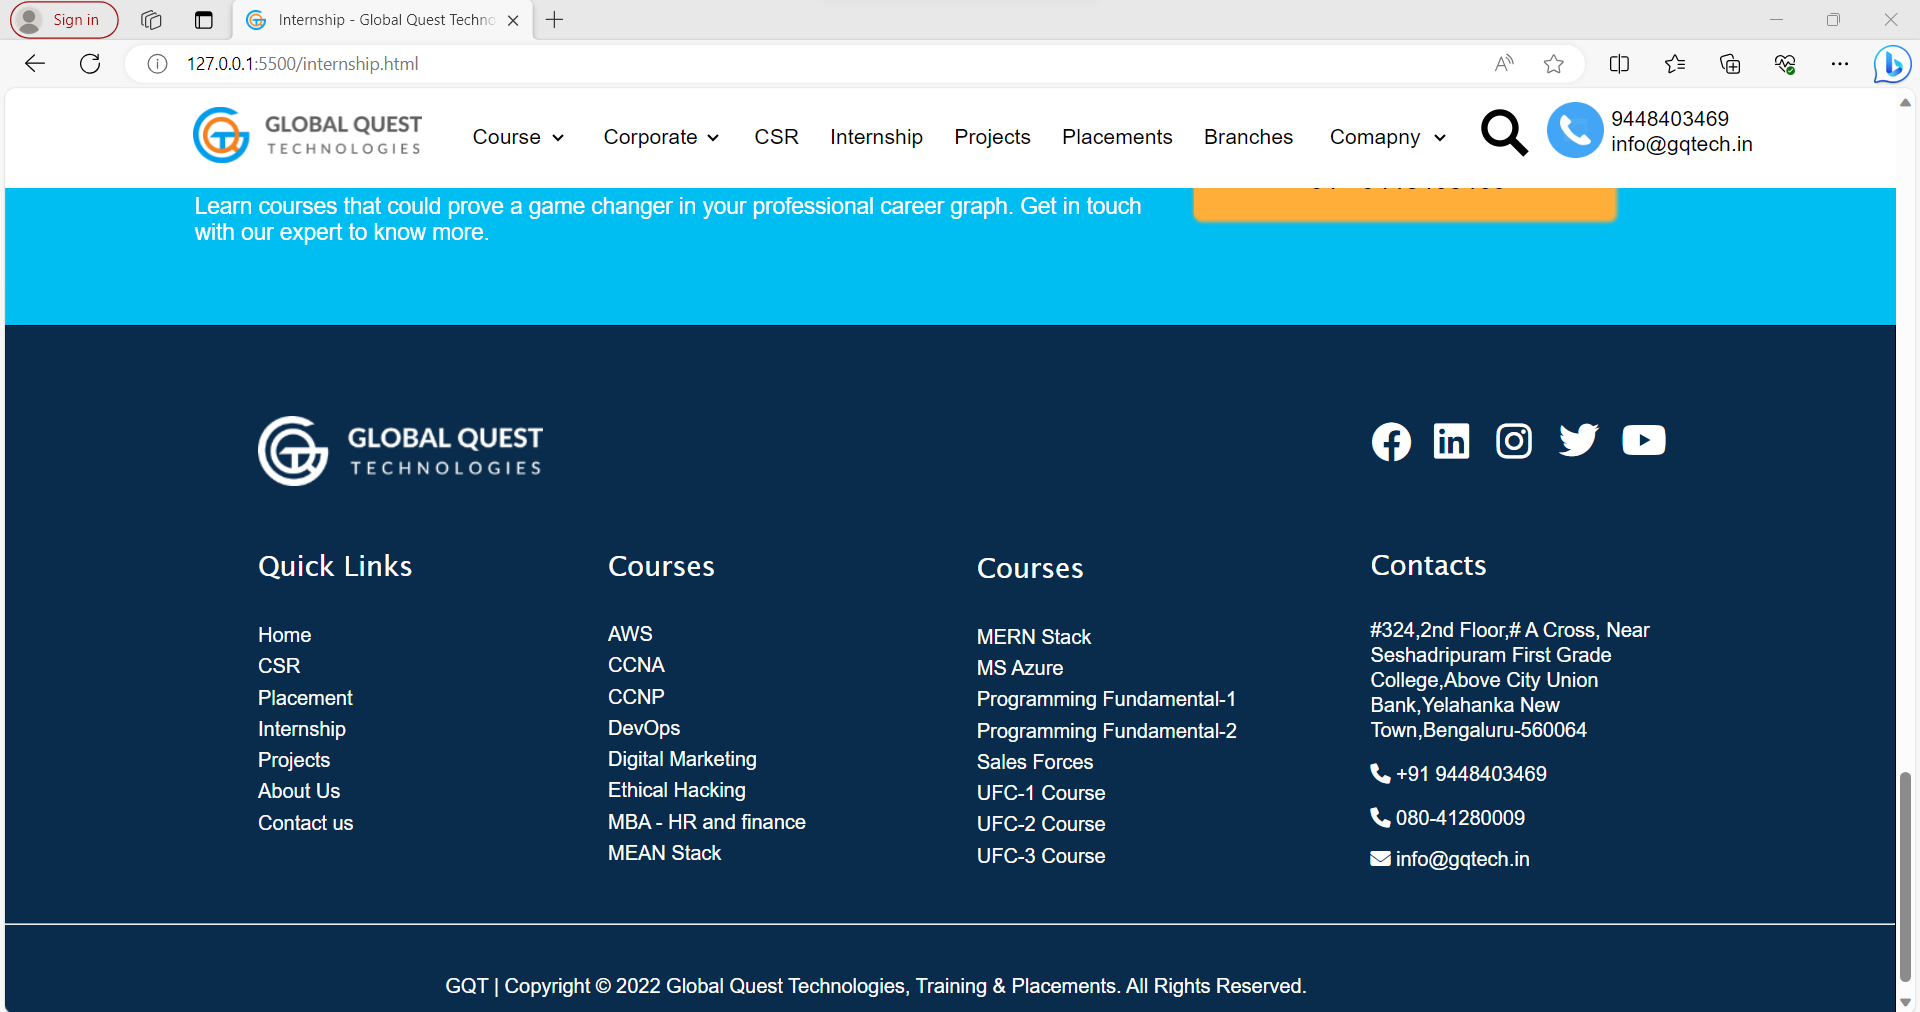 Sign in
Internship - Global Quest Techno
127.0.0.1:5500/internship.html
GLOBAL QUEST
TECHNOLOGIES
Course
Corporate
CSR
Internship
Projects
Placements
Branches
Comapny
9448403469
info@gqtech.in
Learn courses that could prove a game changer in your professional career graph. Get in touch
with our expert to know more.
GLOBAL QUEST
TECHNOLOGIES
Quick Links
Home
CSR
Placement
Internship
Projects
About Us
Contact us
Courses
AWS
CCNA
CCNP
DevOps
Digital Marketing
Ethical Hacking
MBA - HR and finance
MEAN Stack
Courses
MERN Stack
MS Azure
Programming Fundamental-1
Programming Fundamental-2
Sales Forces
UFC-1 Course
UFC-2 Course
UFC-3 Course
Contacts
#324,2nd Floor,# A Cross, Near
Seshadripuram First Grade
College,Above City Union
Bank,Yelahanka New
Town,Bengaluru-560064
+91 9448403469
080-41280009
info@gqtech.in
GQT | Copyright © 2022 Global Quest Technologies, Training & Placements. All Rights Reserved.